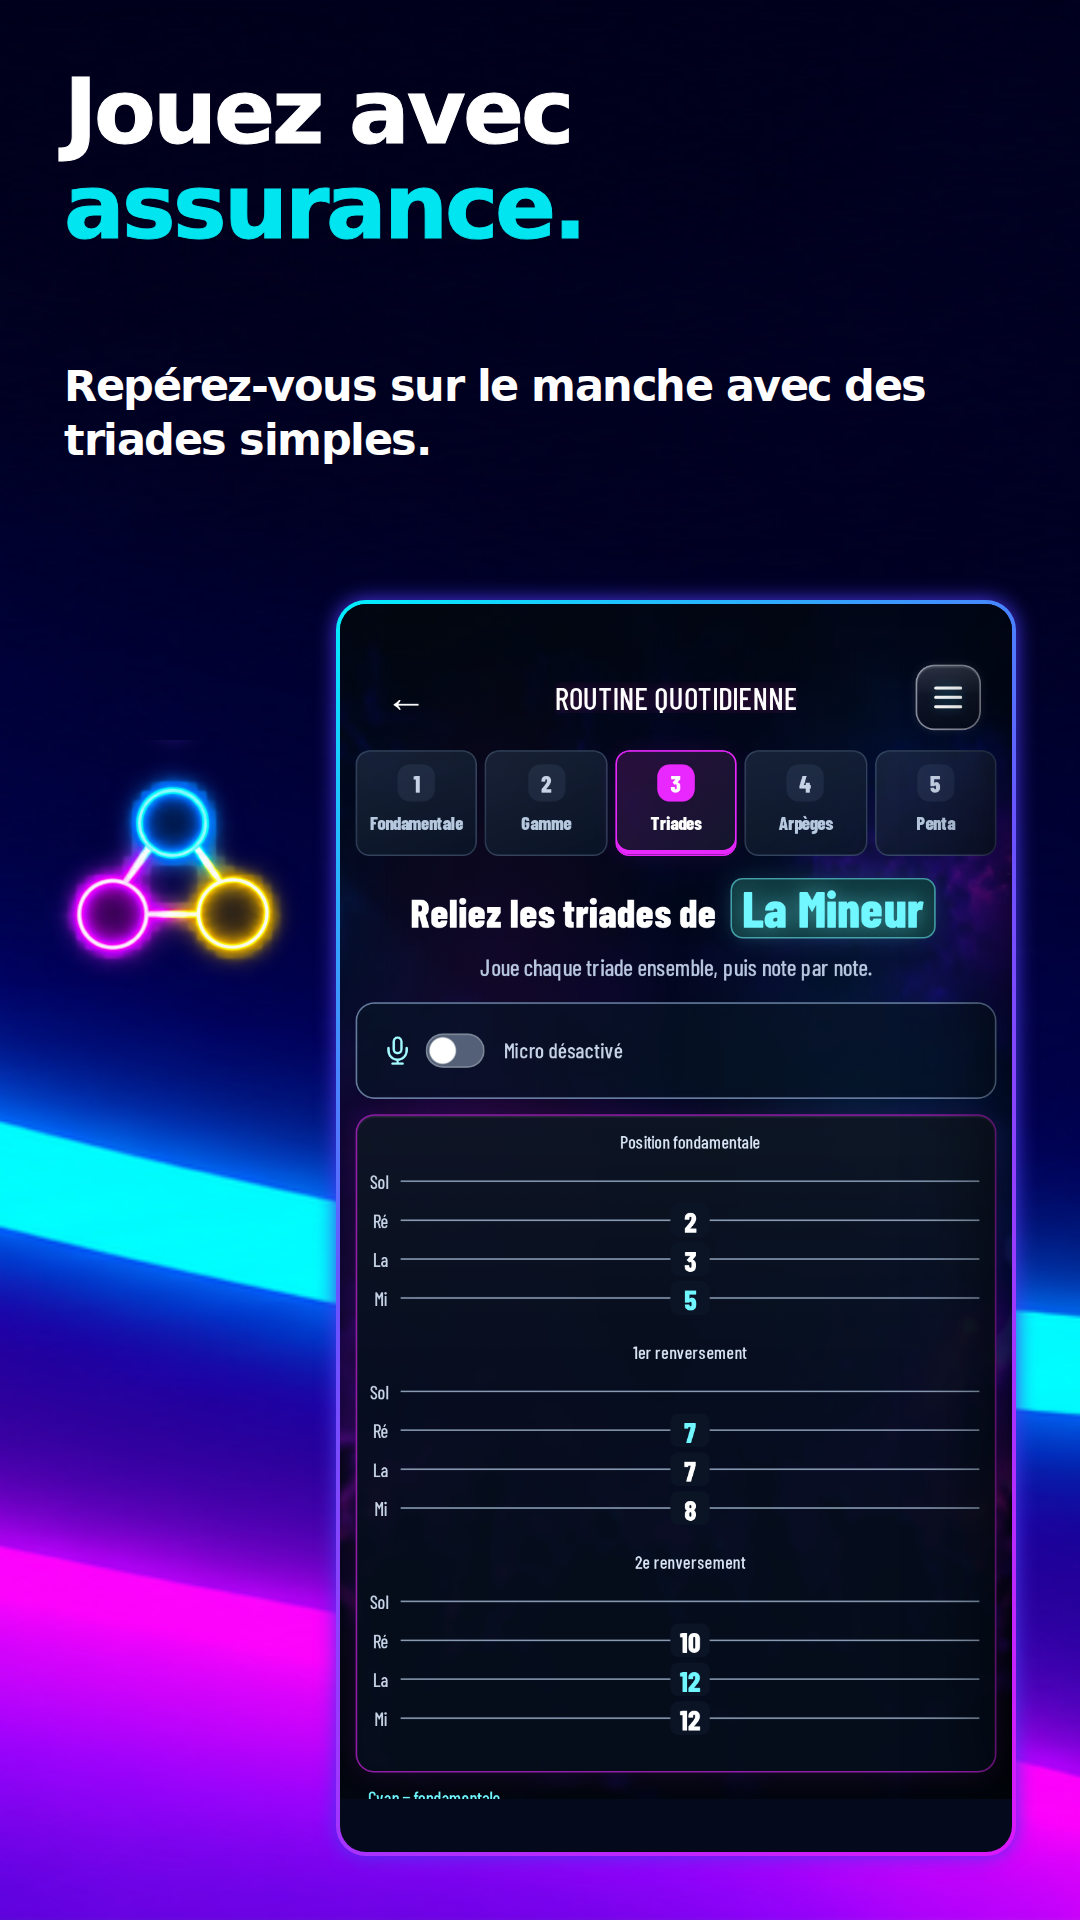 Jouez avec
assurance.
Repérez-vous sur le manche avec des
triades simples.
← ROUTINE QUOTIDIENNE
1 2 3 4 5
Fondamentale Gamme Triades Arpèges Penta
Reliez les triades de La Mineur
Joue chaque triade ensemble, puis note par note.
Micro désactivé
Position fondamentale
Sol
Ré 2
La 3
Mi 5
1er renversement
Sol
Ré 7
La 7
Mi 8
2e renversement
Sol
Ré 10
La 12
Mi 12
Cyan = fondamentale